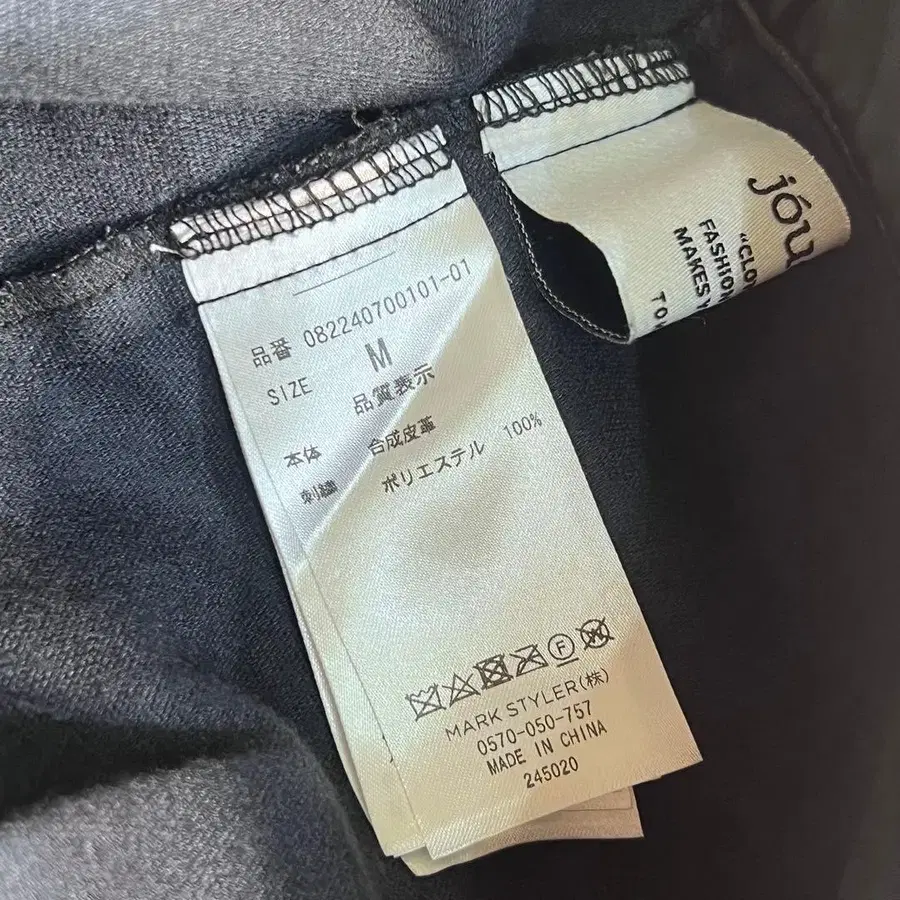 品番 082240700101-01
SIZE M
品質表示
本体 合成皮革
刺繍 ポリエステル 100%
F
W
MARK STYLER(株)
0570-050-757
MADE IN CHINA
245020
jóu
"CLO
FASHION
MAKES Y
TO